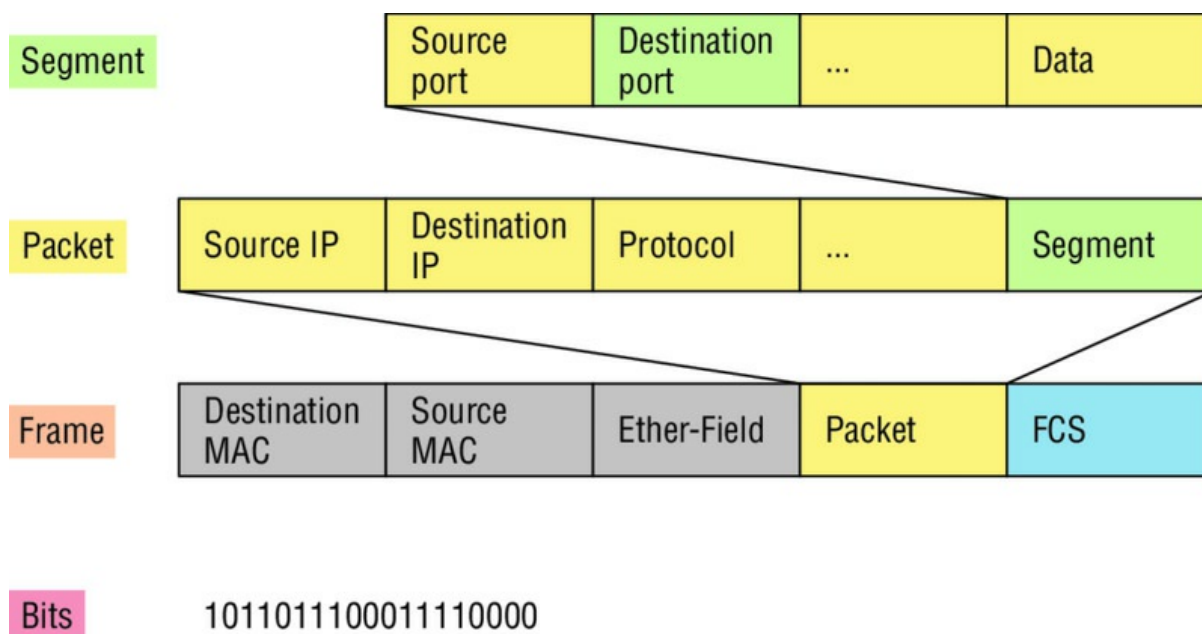 Segment
Source port
Destination port
...
Data
Packet
Source IP
Destination IP
Protocol
...
Segment
Frame
Destination MAC
Source MAC
Ether-Field
Packet
FCS
Bits
1011011100011110000